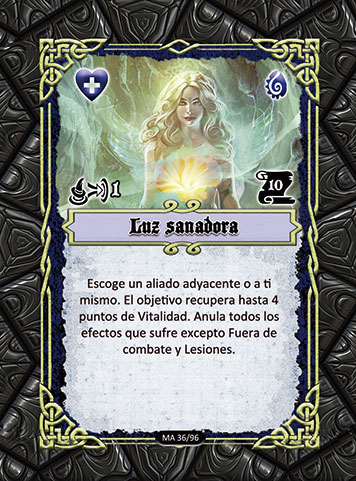 1
10
Luz sanadora
Escoge un aliado adyacente o a ti
mismo. El objetivo recupera hasta 4
puntos de Vitalidad. Anula todos los
efectos que sufre excepto Fuera de
combate y Lesiones.
MA 36/96